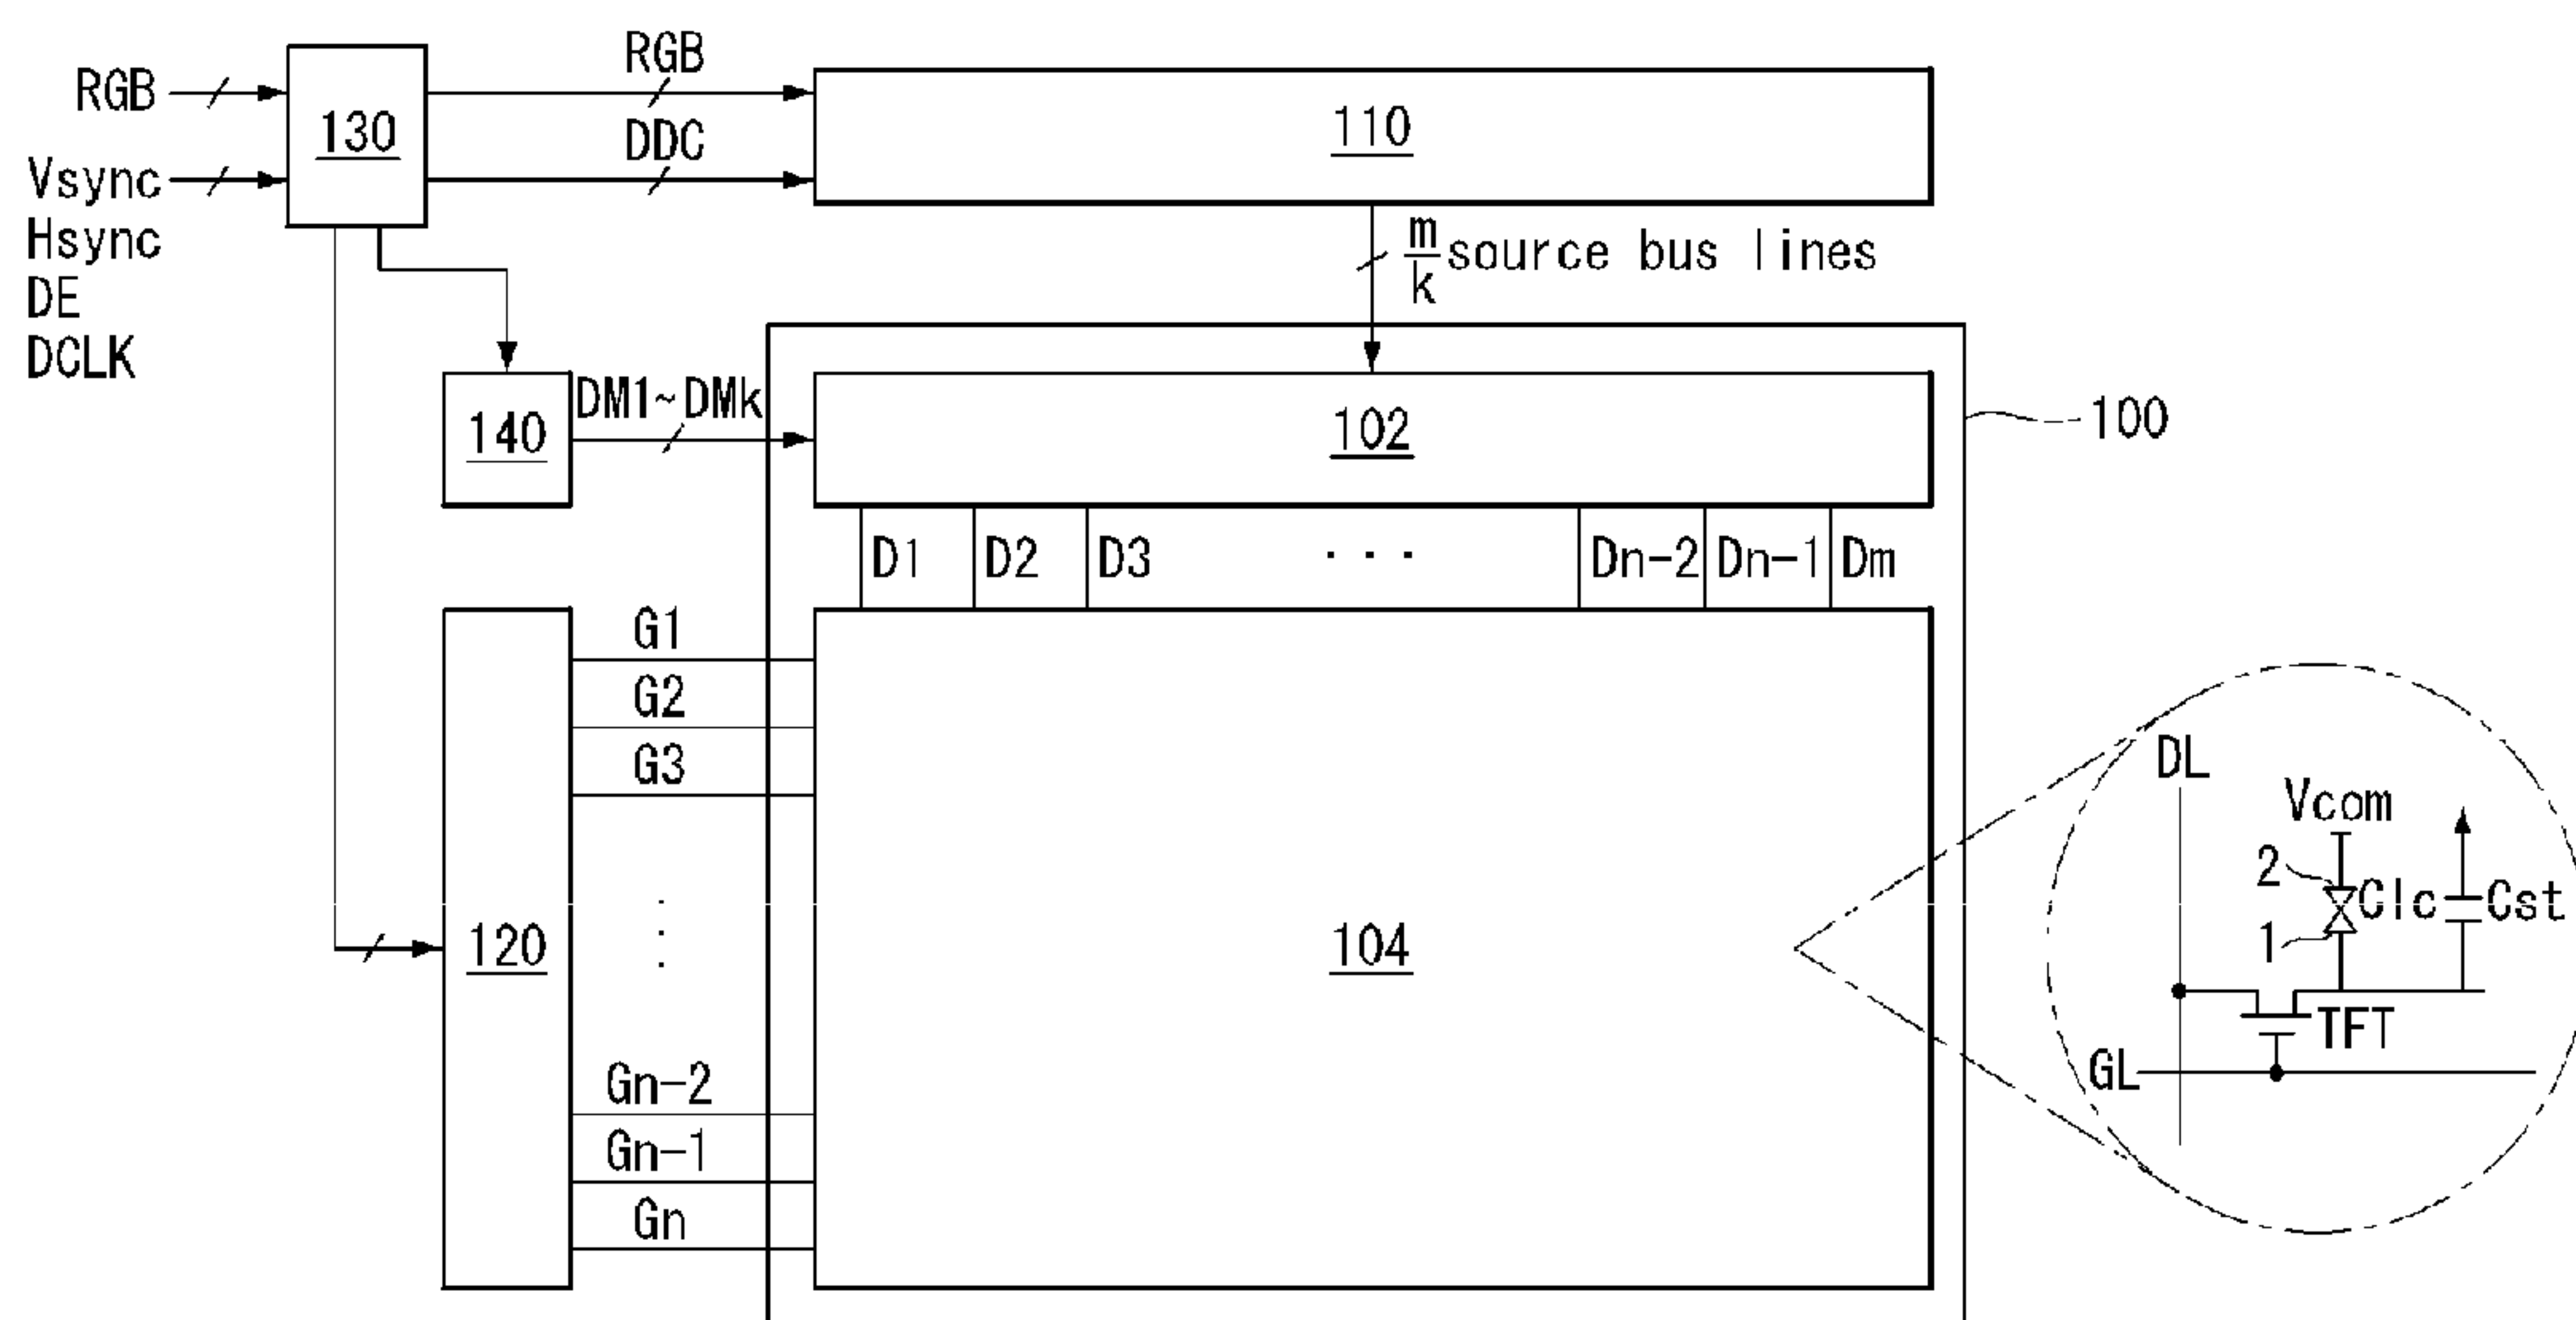 RGB
RGB
130
110
DDC
Vsync
Hsync
DE
DCLK
m
k
source bus lines
DM1~DMk
140
102
100
D1 D2 D3 · · · Dn-2 Dn-1 Dm
G1
G2
G3
DL
Vcom
2
Clc
Cst
1
120
104
TFT
GL
Gn-2
Gn-1
Gn